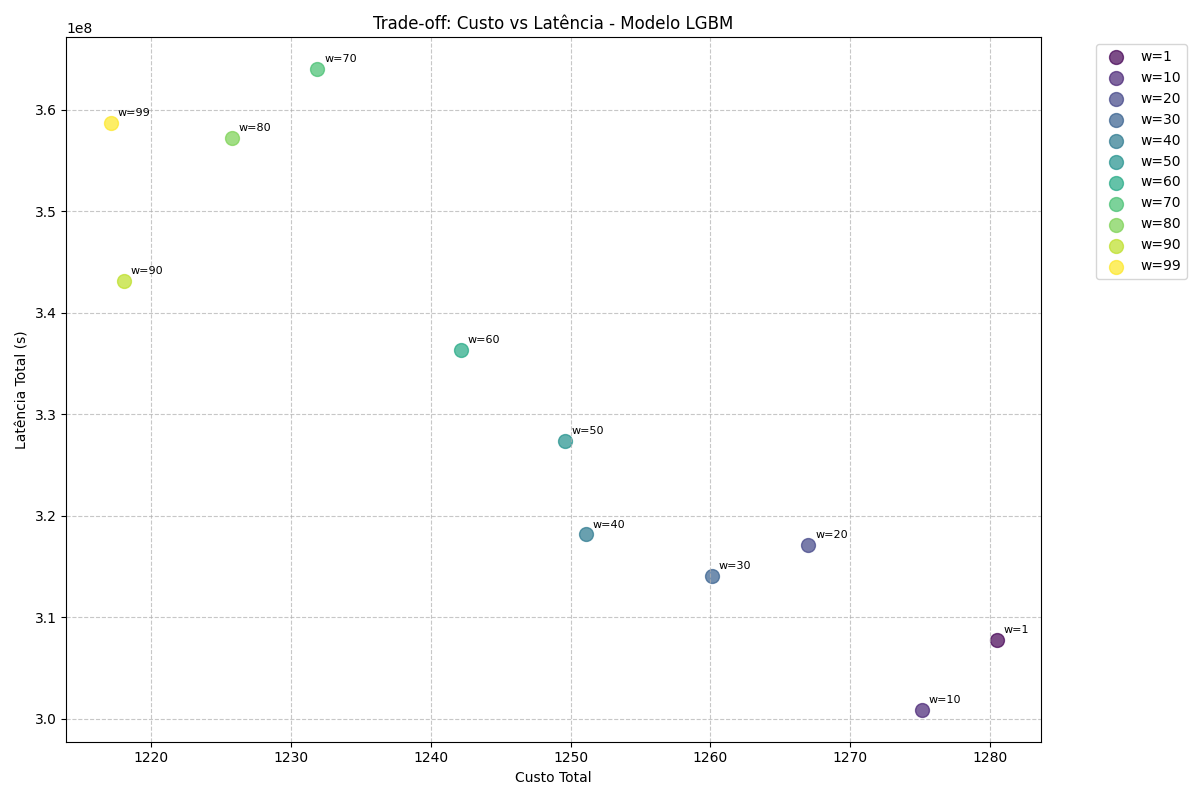 Trade-off: Custo vs Latência - Modelo LGBM
1e8
3.6
3.5
3.4
3.3
3.2
3.1
3.0
Latência Total (s)
w=70
w=99
w=80
w=90
w=60
w=50
w=40
w=20
w=30
w=1
w=10
1220
1230
1240
1250
1260
1270
1280
Custo Total
w=1
w=10
w=20
w=30
w=40
w=50
w=60
w=70
w=80
w=90
w=99